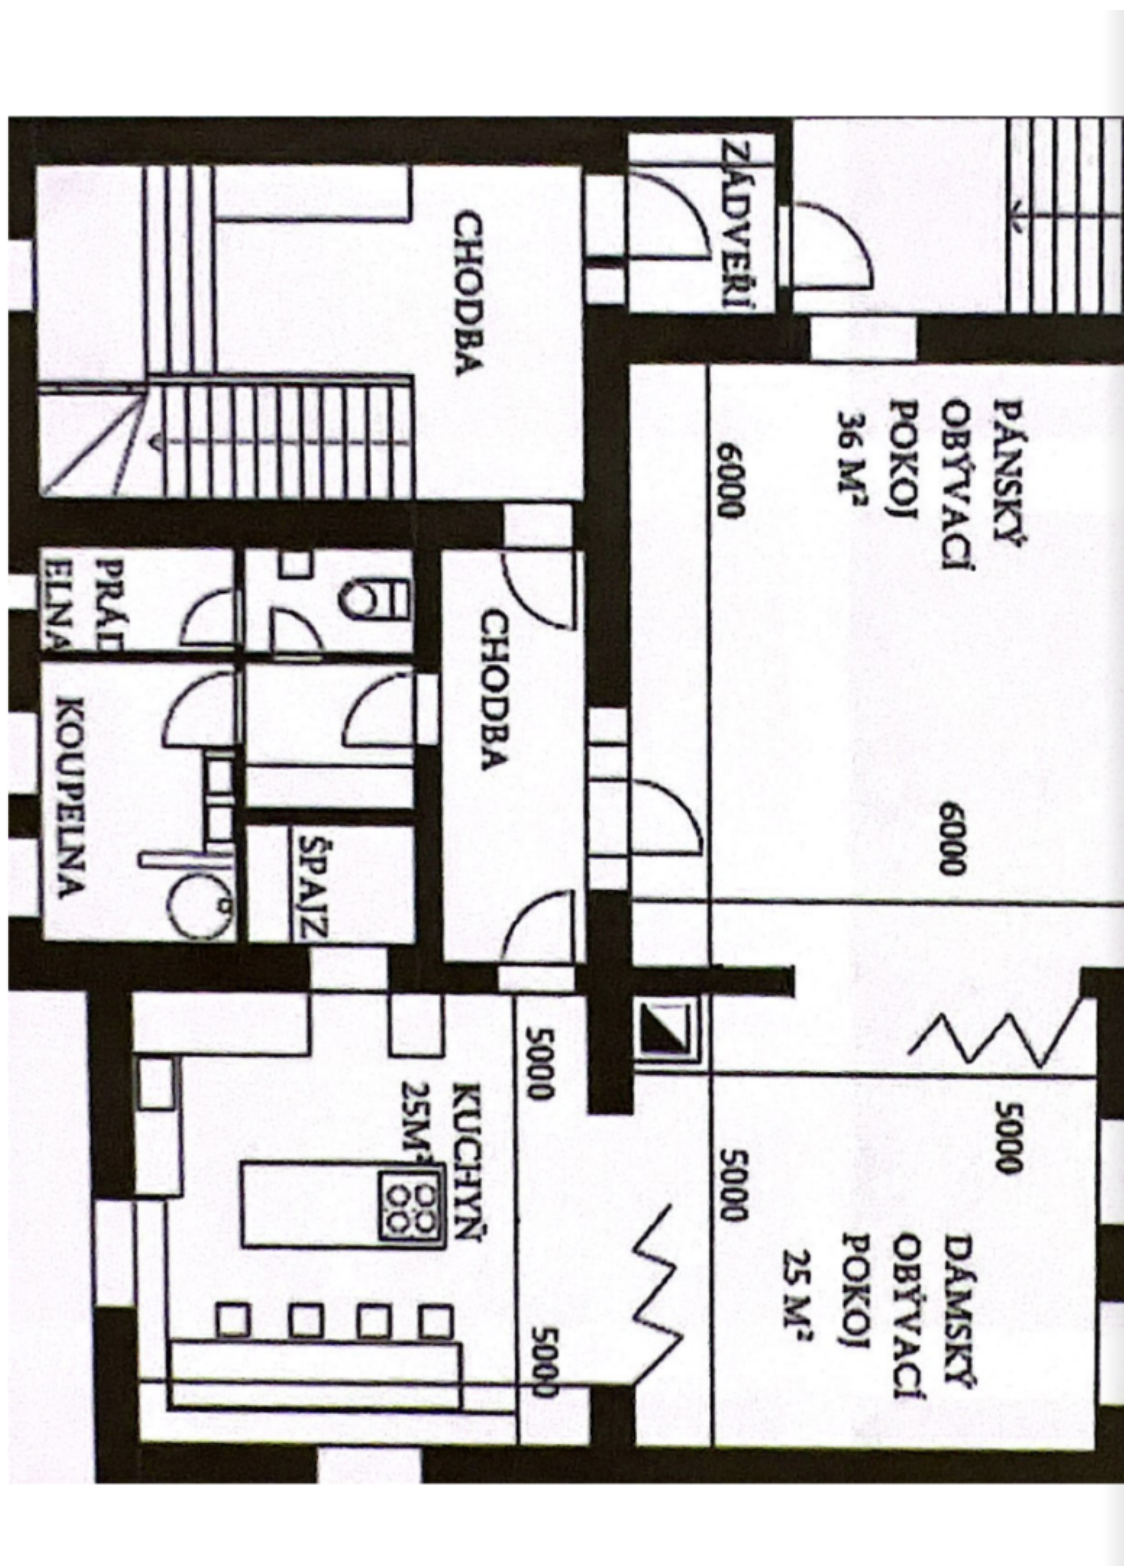 PÁNSKÝ
OBÝVACÍ
POKOJ
36 M²
6000
5000
DÁMSKÝ
OBÝVACÍ
POKOJ
25 M²
ZÁDVEŘÍ
6000
5000
CHODBA
CHODBA
5000
5000
KUCHYŇ
25M²
ŠPAJZ
PRÁD
ELNA
KOUPELNA